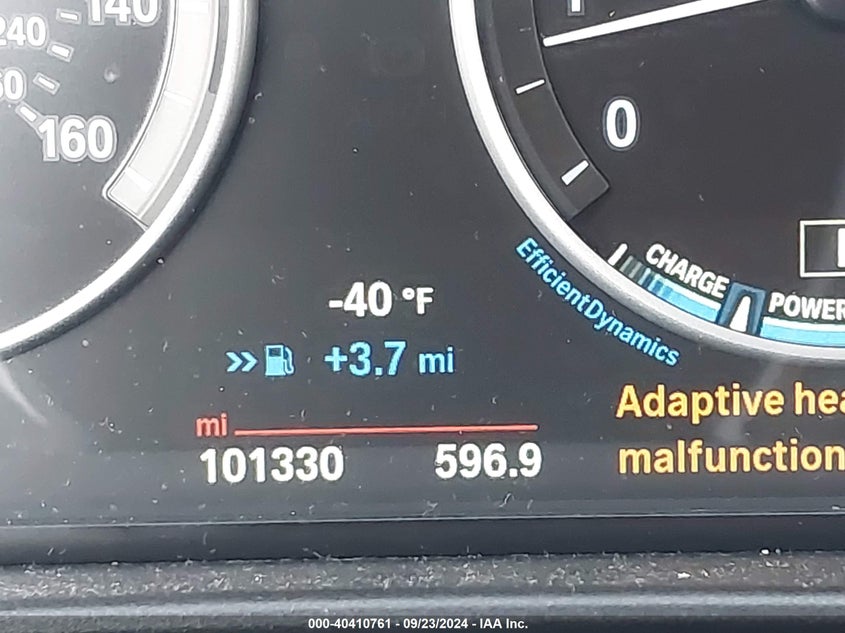 140
240
160
0
CHARGE
POWER
EfficientDynamics
-40 °F
+3.7 mi
Adaptive
mi
malfunction
101330 596.9
000-40410761 - 09/23/2024 - IAA Inc.